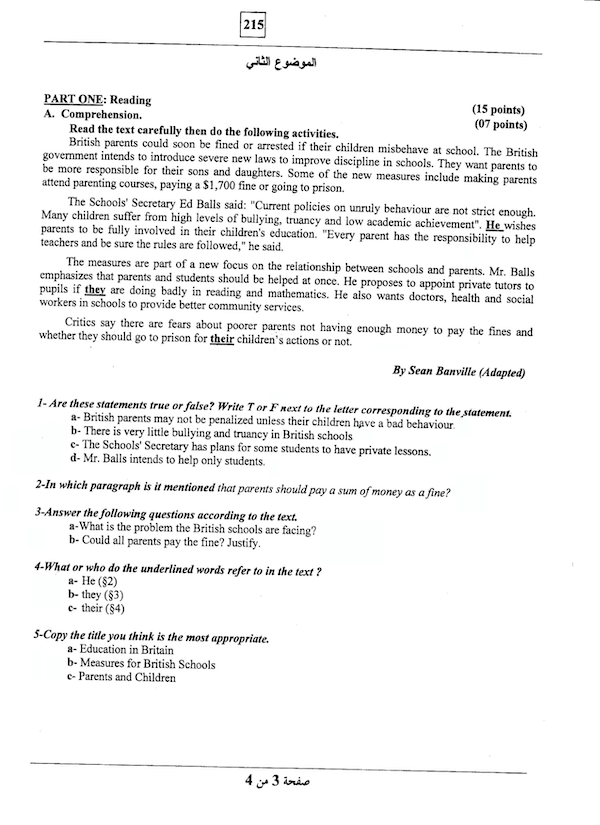 215
الموضوع الثاني
PART ONE: Reading
(15 points)
A. Comprehension.
(07 points)
Read the text carefully then do the following activities.
British parents could soon be fined or arrested if their children misbehave at school. The British
government intends to introduce severe new laws to improve discipline in schools. They want parents to
be more responsible for their sons and daughters. Some of the new measures include making parents
attend parenting courses, paying a $1,700 fine or going to prison.
The Schools' Secretary Ed Balls said: "Current policies on unruly behaviour are not strict enough.
Many children suffer from high levels of bullying, truancy and low academic achievement". He wishes
parents to be fully involved in their children's education. "Every parent has the responsibility to help
teachers and be sure the rules are followed," he said.
The measures are part of a new focus on the relationship between schools and parents. Mr. Balls
emphasizes that parents and students should be helped at once. He proposes to appoint private tutors to
pupils if they are doing badly in reading and mathematics. He also wants doctors, health and social
workers in schools to provide better community services.
Critics say there are fears about poorer parents not having enough money to pay the fines and
whether they should go to prison for their children's actions or not.
By Sean Banville (Adapted)
1- Are these statements true or false? Write T or F next to the letter corresponding to the statement.
a- British parents may not be penalized unless their children have a bad behaviour.
b- There is very little bullying and truancy in British schools
c- The Schools' Secretary has plans for some students to have private lessons.
d- Mr. Balls intends to help only students.
2-In which paragraph is it mentioned that parents should pay a sum of money as a fine?
3-Answer the following questions according to the text.
a-What is the problem the British schools are facing?
b- Could all parents pay the fine? Justify.
4-What or who do the underlined words refer to in the text ?
a- He (§2)
b- they (§3)
c- their (§4)
5-Copy the title you think is the most appropriate.
a- Education in Britain
b- Measures for British Schools
c- Parents and Children
صفحة 3 من 4